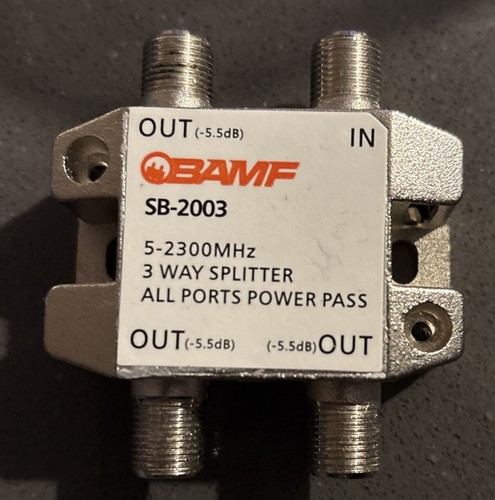 OUT (-5.5dB)
IN
BAMF
SB-2003
5-2300MHz
3 WAY SPLITTER
ALL PORTS POWER PASS
OUT (-5.5dB) (-5.5dB) OUT